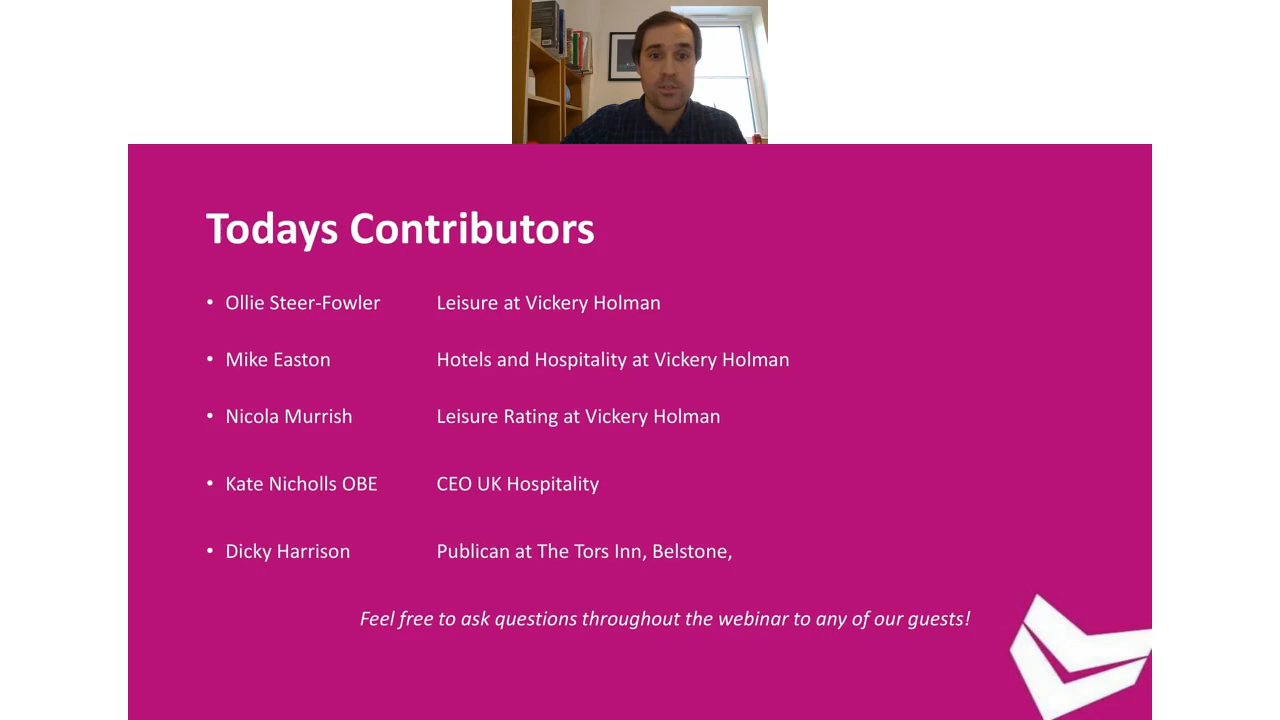 Todays Contributors
• Ollie Steer-Fowler Leisure at Vickery Holman
• Mike Easton Hotels and Hospitality at Vickery Holman
• Nicola Murrish Leisure Rating at Vickery Holman
• Kate Nicholls OBE CEO UK Hospitality
• Dicky Harrison Publican at The Tors Inn, Belstone,
Feel free to ask questions throughout the webinar to any of our guests!